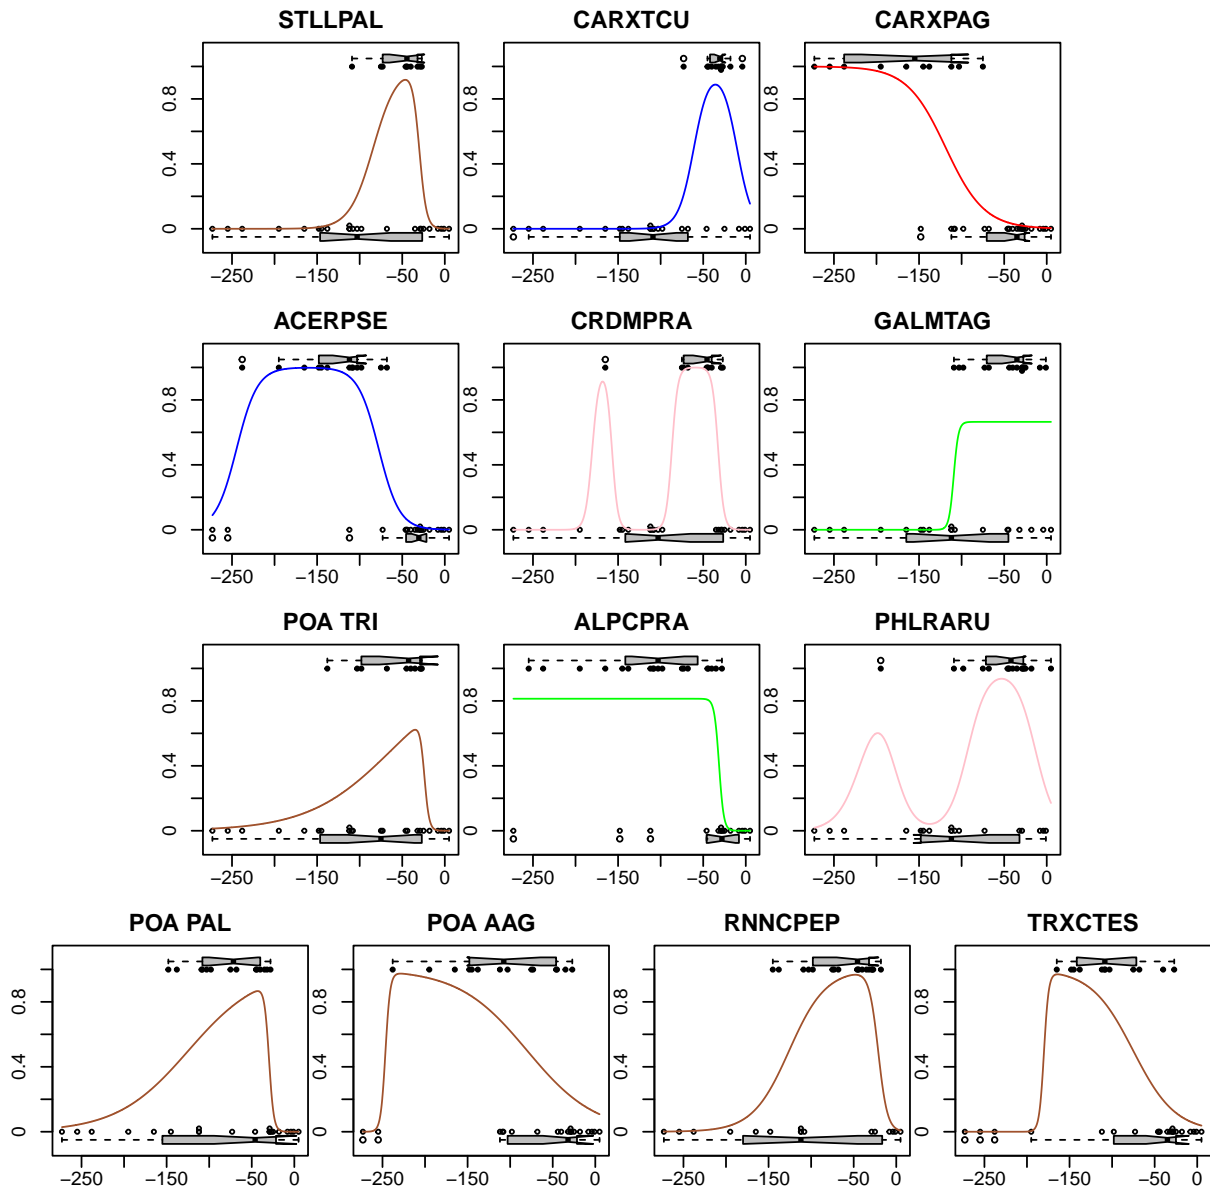 STLLPAL CARXTCU CARXPAG
0.8 0.8 0.8
0.4 0.4 0.4
0 0 0
−250 −150 −50 0 −250 −150 −50 0 −250 −150 −50 0
ACERPSE CRDMPRA GALMTAG
0.8 0.8 0.8
0.4 0.4 0.4
0 0 0
−250 −150 −50 0 −250 −150 −50 0 −250 −150 −50 0
POA TRI ALPCPRA PHLRARU
0.8 0.8 0.8
0.4 0.4 0.4
0 0 0
−250 −150 −50 0 −250 −150 −50 0 −250 −150 −50 0
POA PAL POA AAG RNNCPEP TRXCTES
0.8 0.8 0.8 0.8
0.4 0.4 0.4 0.4
0 0 0 0
−250 −150 −50 0 −250 −150 −50 0 −250 −150 −50 0 −250 −150 −50 0